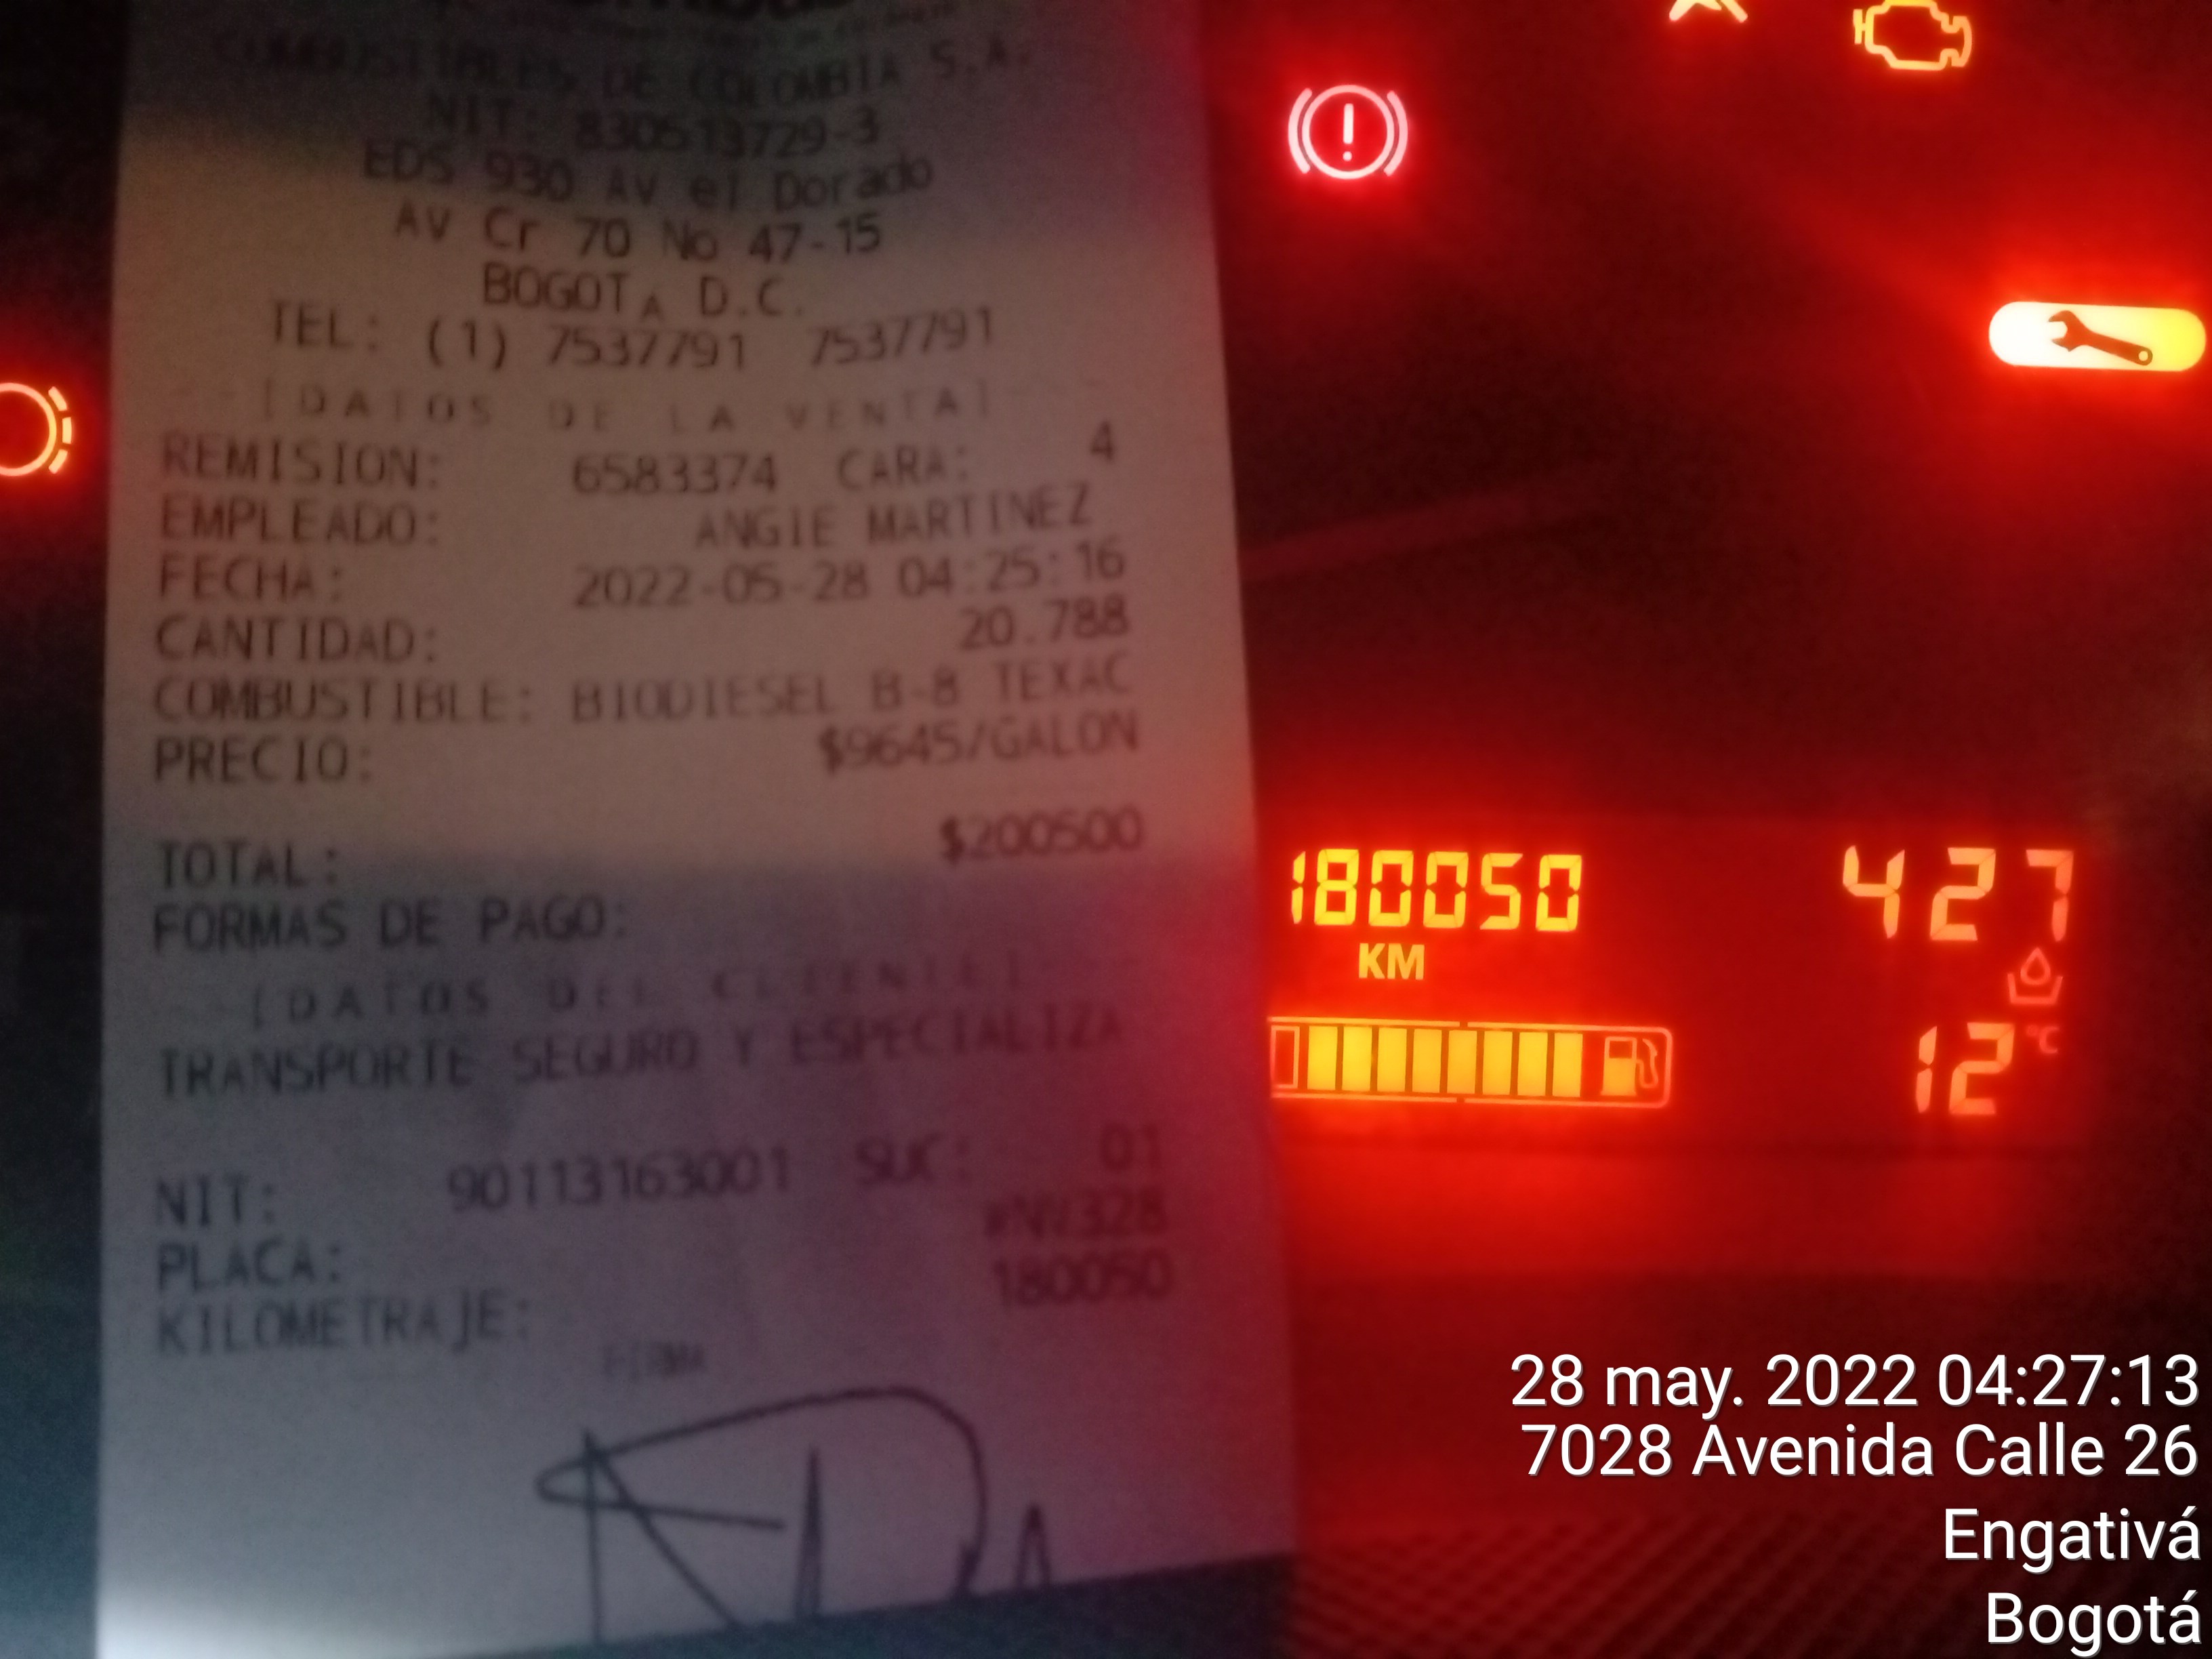 COMBUSTIBLES DE COLOMBIA S.A.
NIT: 830513729-3
EDS 930 AV el Dorado
AV Cr 70 No 47-15
BOGOTA D.C.
TEL: (1) 7537791 7537791
[DATOS DE LA VENTA]
REMISION: 6583374 CARA: 4
EMPLEADO: ANGIE MARTINEZ
FECHA: 2022-05-28 04:25:16
CANTIDAD: 20.788
COMBUSTIBLE: BIODIESEL B-8 TEXAC
PRECIO: $9645/GALON
TOTAL: $200500
FORMAS DE PAGO:
[DATOS DEL CLIENTE]
TRANSPORTE SEGURO Y ESPECIALIZA
NIT: 90113163001 SUC: 01
PLACA:
KILOMETRAJE: 180050
FIRMA
180050
KM
427
12 °C
28 may. 2022 04:27:13
7028 Avenida Calle 26
Engativá
Bogotá